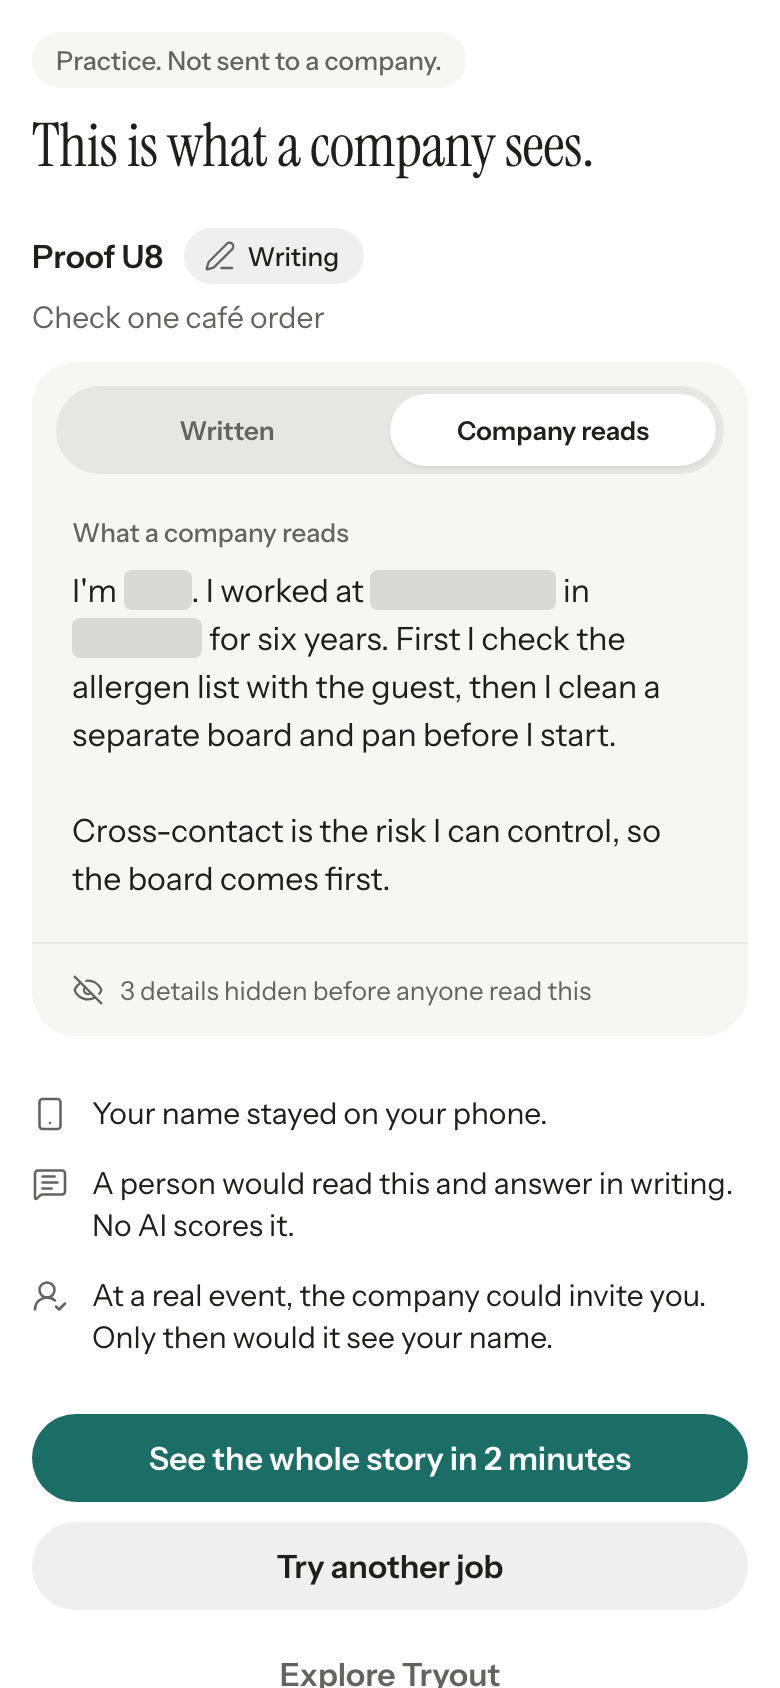 Practice. Not sent to a company.
This is what a company sees.
Proof U8
Writing
Check one café order
Written
Company reads
What a company reads
I'm . I worked at in
for six years. First I check the
allergen list with the guest, then I clean a
separate board and pan before I start.
Cross-contact is the risk I can control, so
the board comes first.
3 details hidden before anyone read this
Your name stayed on your phone.
A person would read this and answer in writing.
No AI scores it.
At a real event, the company could invite you.
Only then would it see your name.
See the whole story in 2 minutes
Try another job
Explore Tryout